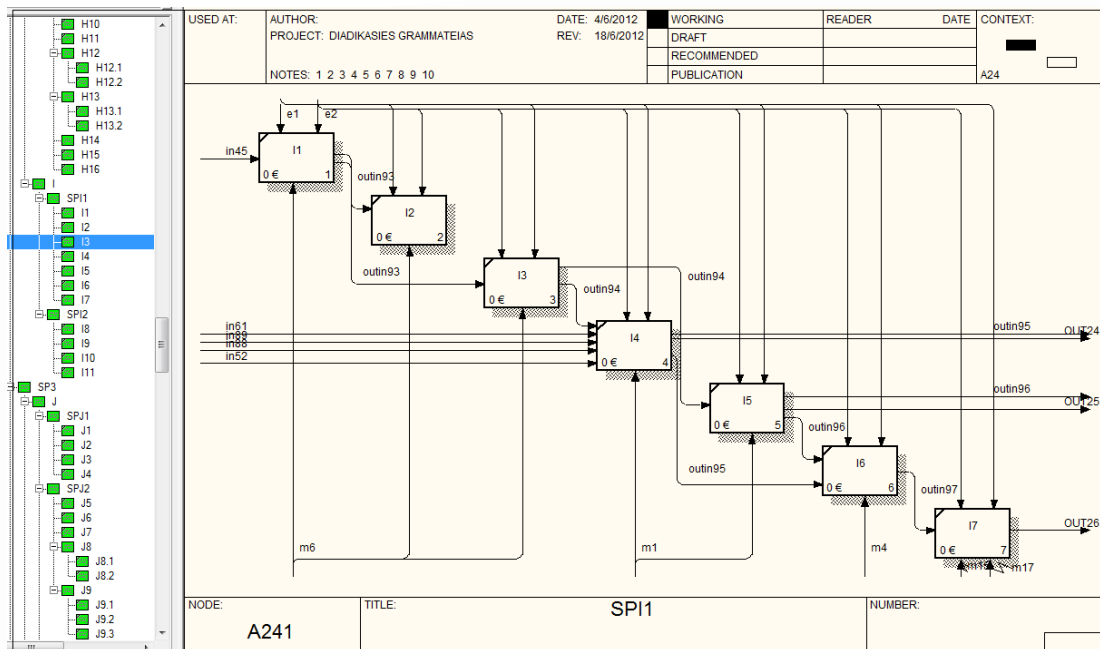 H10
H11
H12
H12.1
H12.2
H13
H13.1
H13.2
H14
H15
H16
I
SPI1
I1
I2
I3
I4
I5
I6
I7
SPI2
I8
I9
I10
I11
SP3
J
SPJ1
J1
J2
J3
J4
SPJ2
J5
J6
J7
J8
J8.1
J8.2
J9
J9.1
J9.2
J9.3
USED AT:
AUTHOR:
DATE: 4/6/2012
PROJECT: DIADIKASIES GRAMMATEIAS
REV: 18/6/2012
NOTES: 1 2 3 4 5 6 7 8 9 10
WORKING
DRAFT
RECOMMENDED
PUBLICATION
READER DATE
CONTEXT:
A24
e1
e2
in45
I1
0 € 1
outin93
I2
0 € 2
outin93
I3
0 € 3
outin94
outin94
in61
in89
in88
in52
I4
0 € 4
outin95
OUT24
I5
0 € 5
outin96
OUT25
outin96
outin95
I6
0 € 6
outin97
I7
0 € 7
OUT26
m6
m1
m4
m17
NODE:
A241
TITLE:
SPI1
NUMBER: